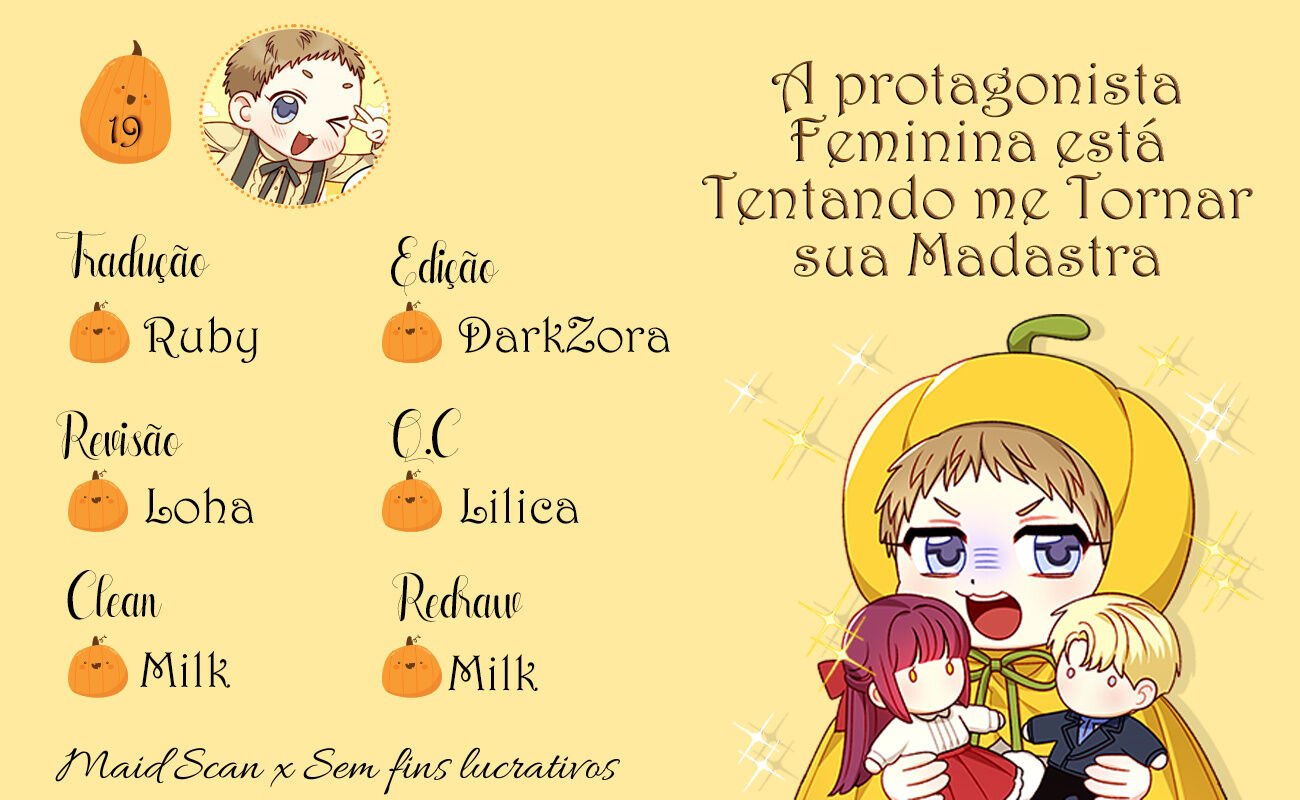 19
A protagonista
Feminina está
Tentando me Tornar
sua Madastra
Tradução
Ruby
Edição
DarkZora
Revisão
Loha
Q.C
Lilica
Clean
Milk
Redraw
Milk
Maid Scan x Sem fins lucrativos